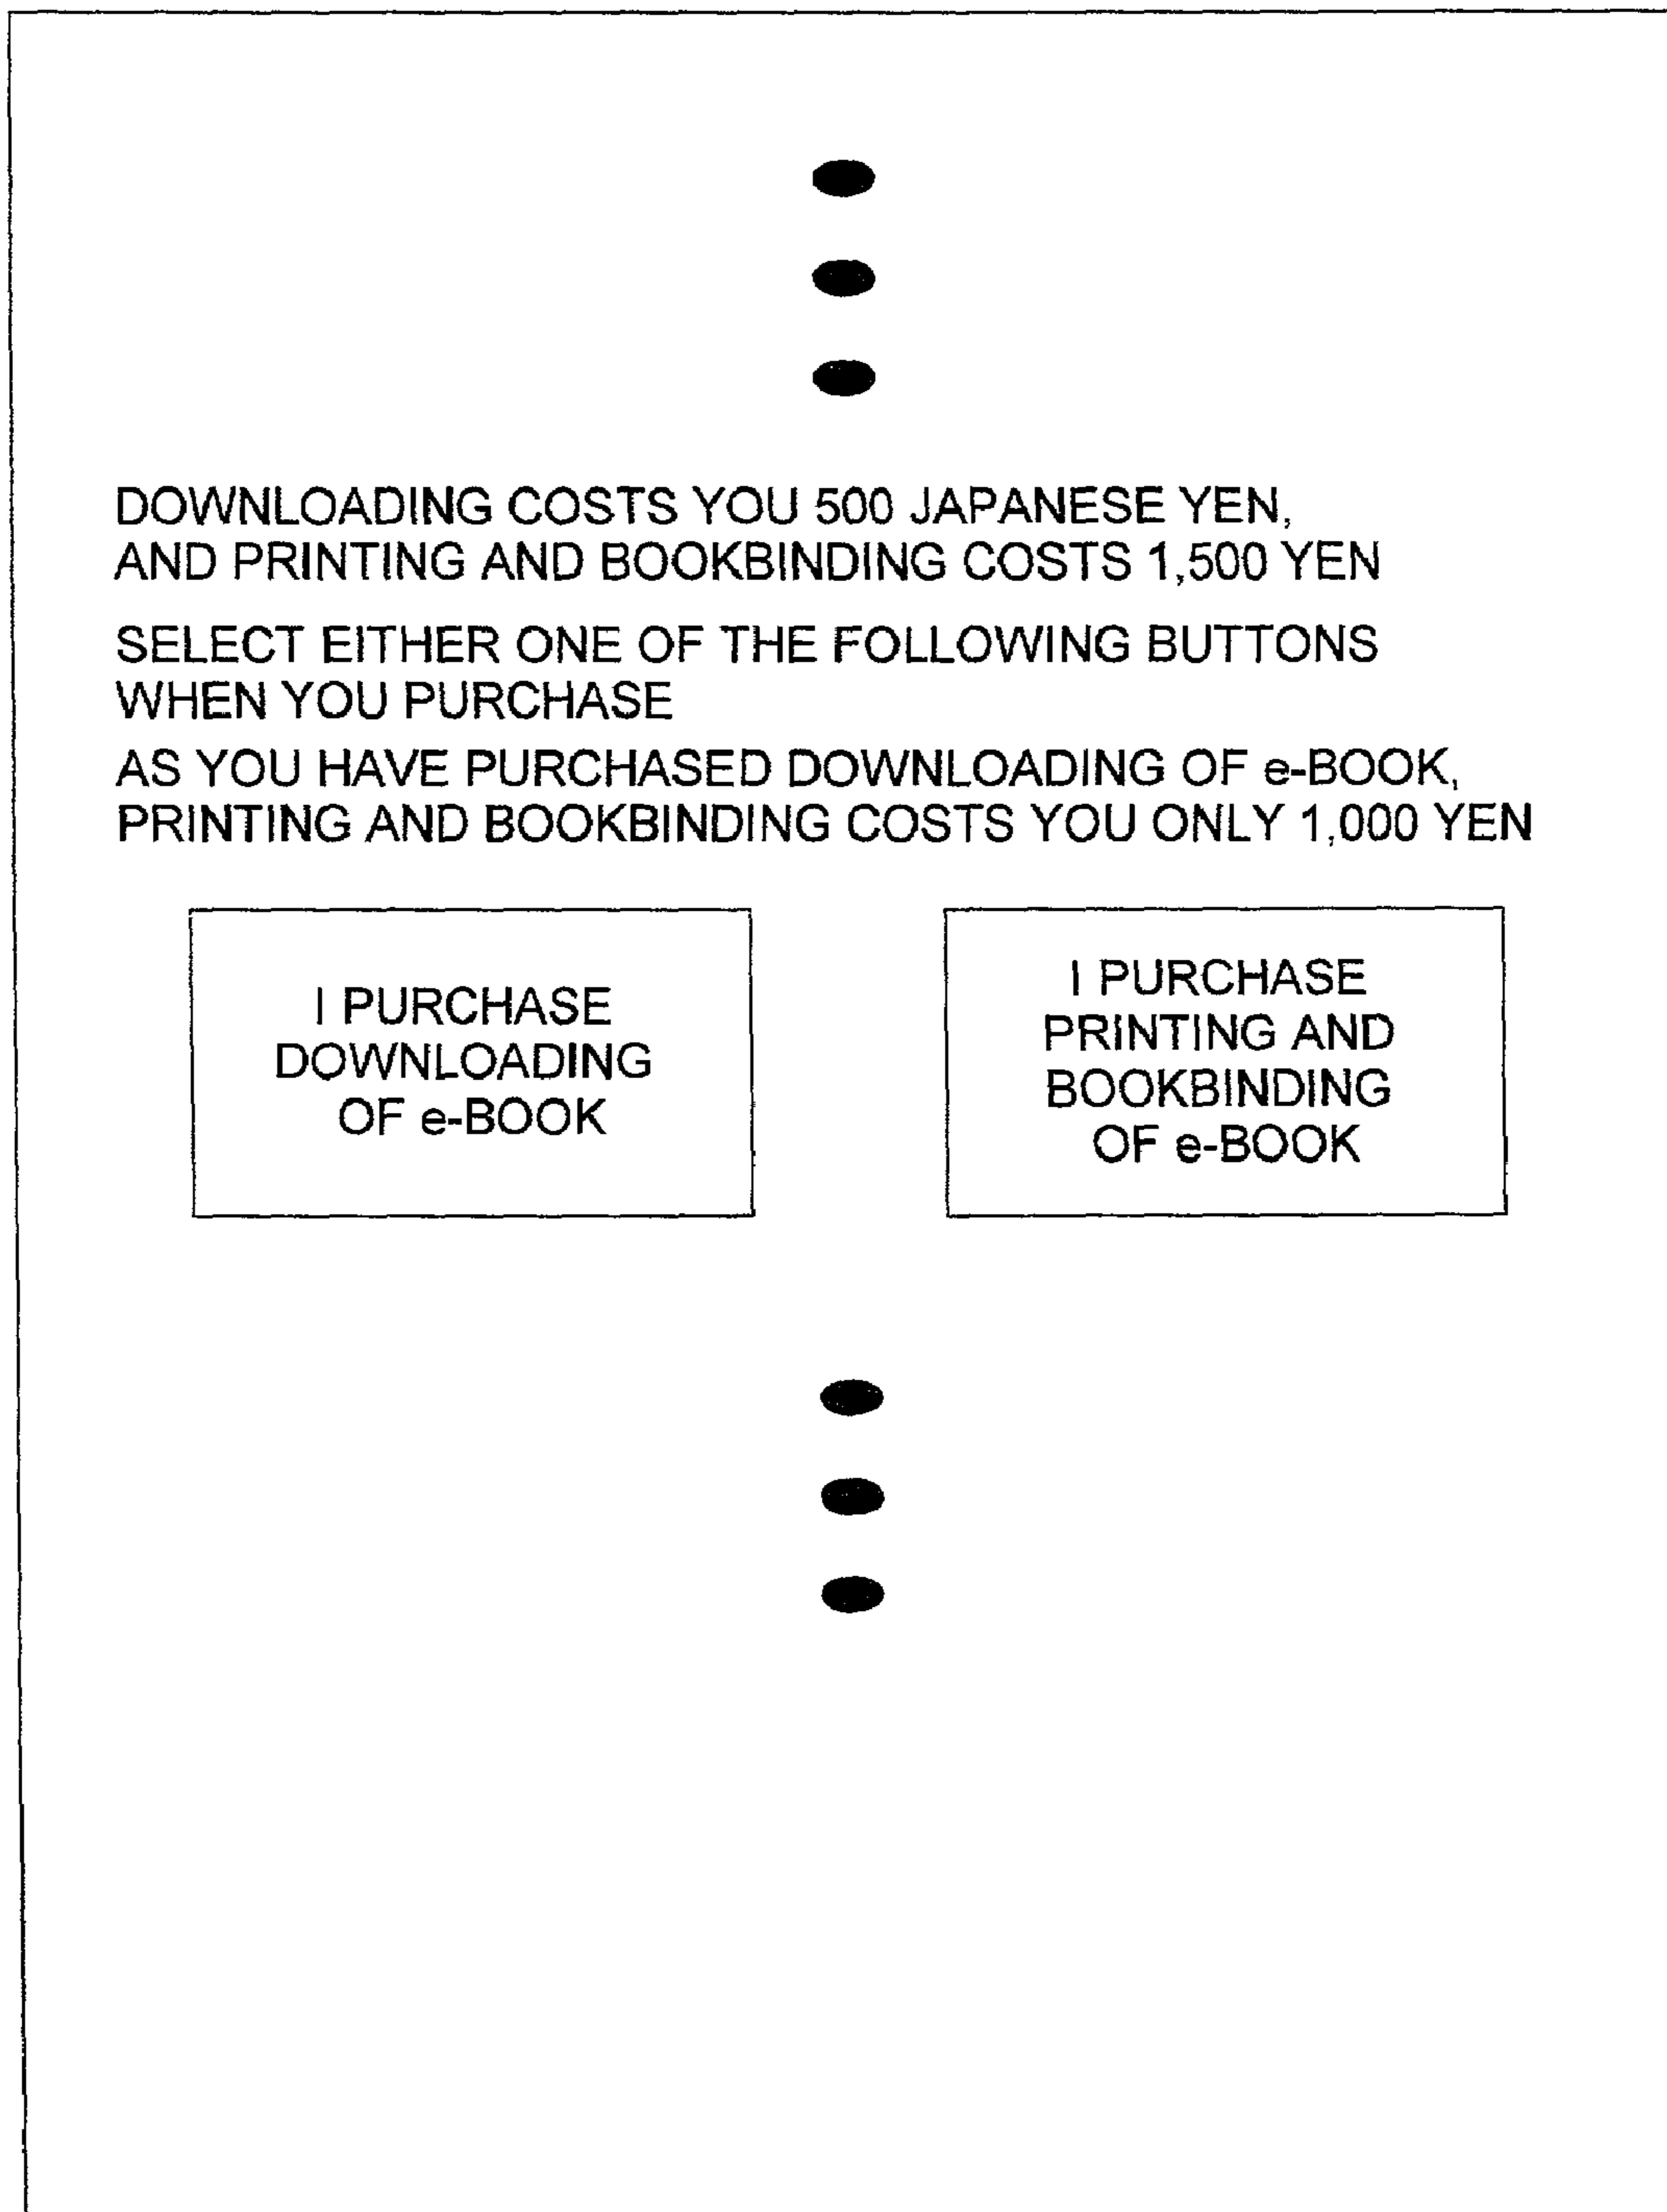 DOWNLOADING COSTS YOU 500 JAPANESE YEN,
AND PRINTING AND BOOKBINDING COSTS 1,500 YEN
SELECT EITHER ONE OF THE FOLLOWING BUTTONS
WHEN YOU PURCHASE
AS YOU HAVE PURCHASED DOWNLOADING OF e-BOOK,
PRINTING AND BOOKBINDING COSTS YOU ONLY 1,000 YEN
I PURCHASE
DOWNLOADING
OF e-BOOK
I PURCHASE
PRINTING AND
BOOKBINDING
OF e-BOOK